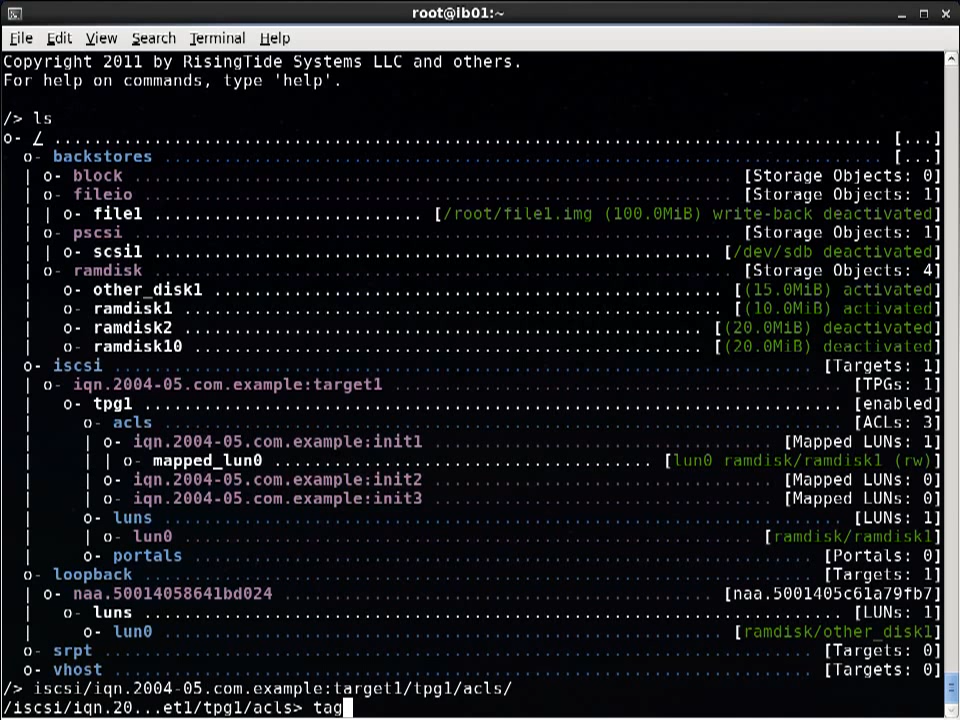 root@ib01:~
File Edit View Search Terminal Help
Copyright 2011 by RisingTide Systems LLC and others.
For help on commands, type 'help'.
/> ls
o- / ........................................................................................ [...]
o- backstores ............................................................................. [...]
| o- block ................................................................. [Storage Objects: 0]
| o- fileio ................................................................ [Storage Objects: 1]
| | o- file1 ............................ [/root/file1.img (100.0MiB) write-back deactivated]
| o- pscsi ................................................................. [Storage Objects: 1]
| | o- scsi1 ............................................................ [/dev/sdb deactivated]
| o- ramdisk ............................................................... [Storage Objects: 4]
|   o- other_disk1 ..................................................... [(15.0MiB) activated]
|   o- ramdisk1 ........................................................ [(10.0MiB) activated]
|   o- ramdisk2 ...................................................... [(20.0MiB) deactivated]
|   o- ramdisk10 ..................................................... [(20.0MiB) deactivated]
o- iscsi ........................................................................... [Targets: 1]
| o- iqn.2004-05.com.example:target1 .................................................. [TPGs: 1]
|   o- tpg1 ........................................................................... [enabled]
|     o- acls ......................................................................... [ACLs: 3]
|     | o- iqn.2004-05.com.example:init1 ....................................... [Mapped LUNs: 1]
|     | | o- mapped_lun0 ....................................... [lun0 ramdisk/ramdisk1 (rw)]
|     | o- iqn.2004-05.com.example:init2 ....................................... [Mapped LUNs: 0]
|     | o- iqn.2004-05.com.example:init3 ....................................... [Mapped LUNs: 0]
|     o- luns ......................................................................... [LUNs: 1]
|     | o- lun0 ............................................................ [ramdisk/ramdisk1]
|     o- portals ................................................................... [Portals: 0]
o- loopback ........................................................................ [Targets: 1]
| o- naa.50014058641bd024 ............................................. [naa.5001405c61a79fb7]
|   o- luns ........................................................................... [LUNs: 1]
|     o- lun0 ........................................................... [ramdisk/other_disk1]
o- srpt ............................................................................ [Targets: 0]
o- vhost ........................................................................... [Targets: 0]
/> iscsi/iqn.2004-05.com.example:target1/tpg1/acls/
/iscsi/iqn.20...et1/tpg1/acls> tag